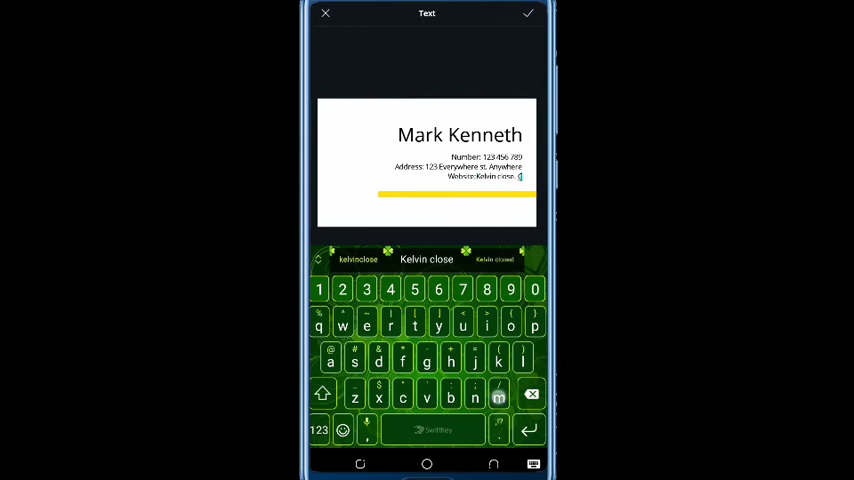 Text
Mark Kenneth
Number: 123 456 789
Address: 123 Everywhere st. Anywhere
Website:Kelvin close.
kelvinclose Kelvin close Kelvin closed
1 2 3 4 5 6 7 8 9 0
% ^ ~ | [ ] < > { }
q w e r t y u i o p
@ # & * - + = ( )
a s d f g h j k l
_ $ " ' : ; /
z x c v b n m
123 , SwiftKey ,!? .